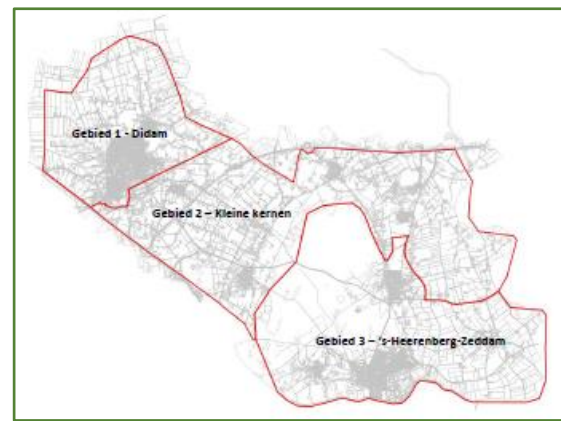 Gebied 1 - Didam
Gebied 2 – Kleine kernen
Gebied 3 – 's-Heerenberg-Zeddam